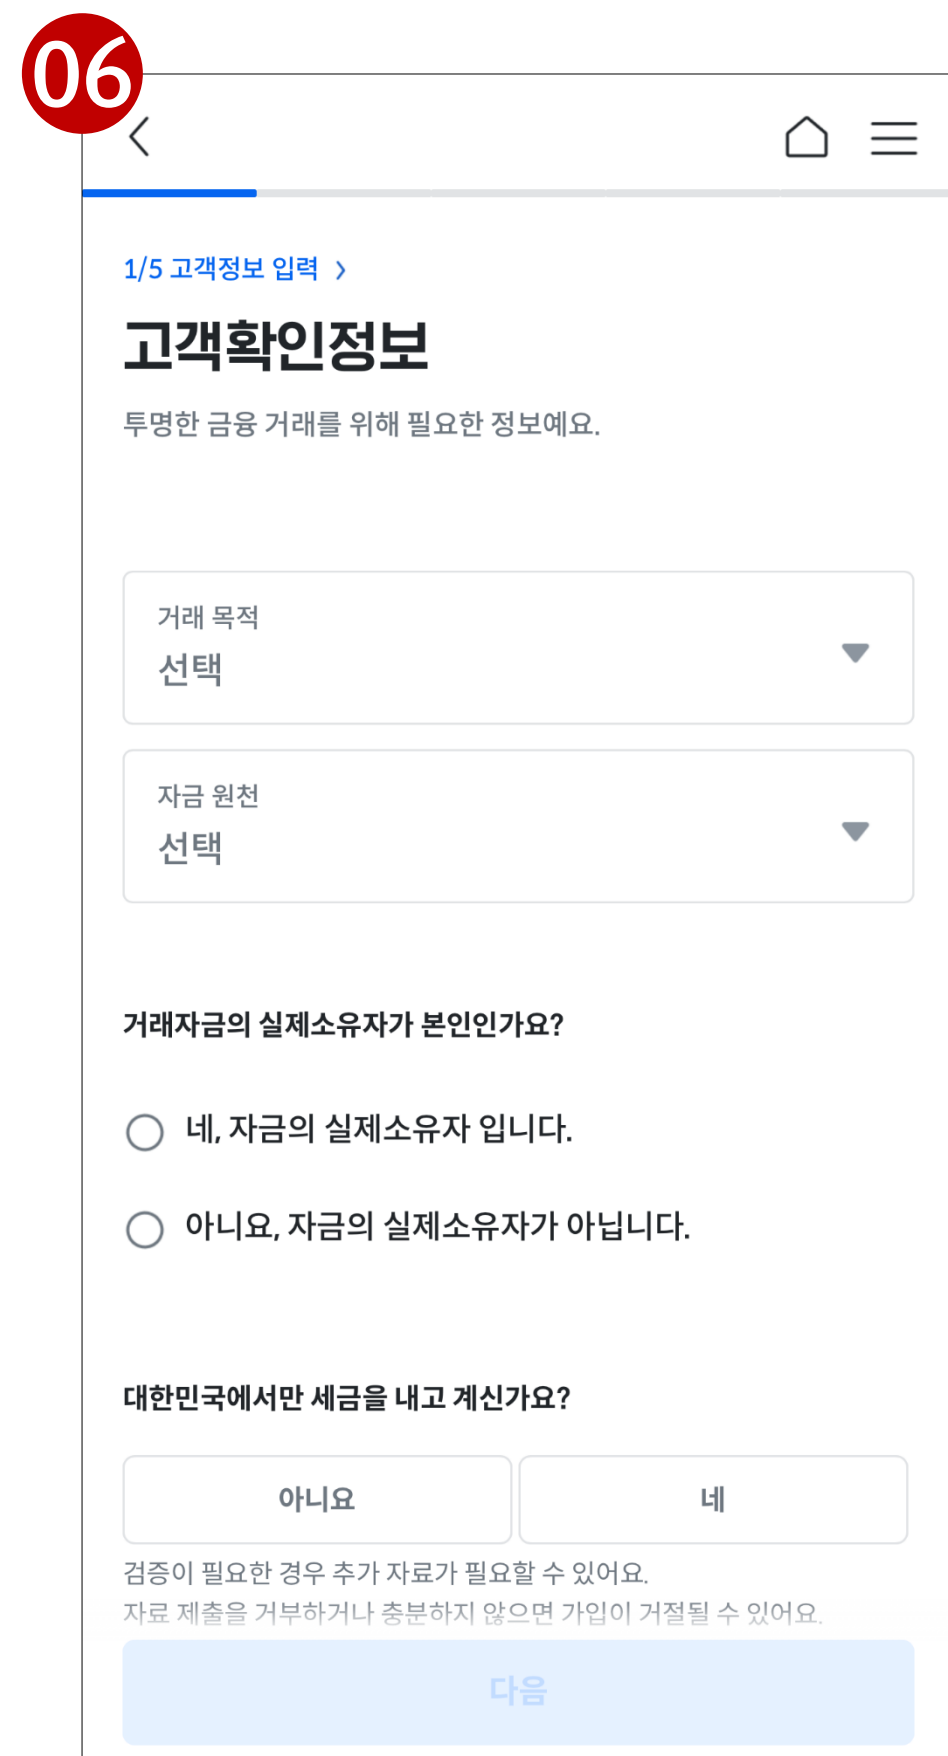 06
1/5 고객정보 입력 >
고객확인정보
투명한 금융 거래를 위해 필요한 정보예요.
거래 목적
선택
자금 원천
선택
거래자금의 실제소유자가 본인인가요?
네, 자금의 실제소유자 입니다.
아니요, 자금의 실제소유자가 아닙니다.
대한민국에서만 세금을 내고 계신가요?
아니요 네
검증이 필요한 경우 추가 자료가 필요할 수 있어요.
자료 제출을 거부하거나 충분하지 않으면 가입이 거절될 수 있어요.
다음